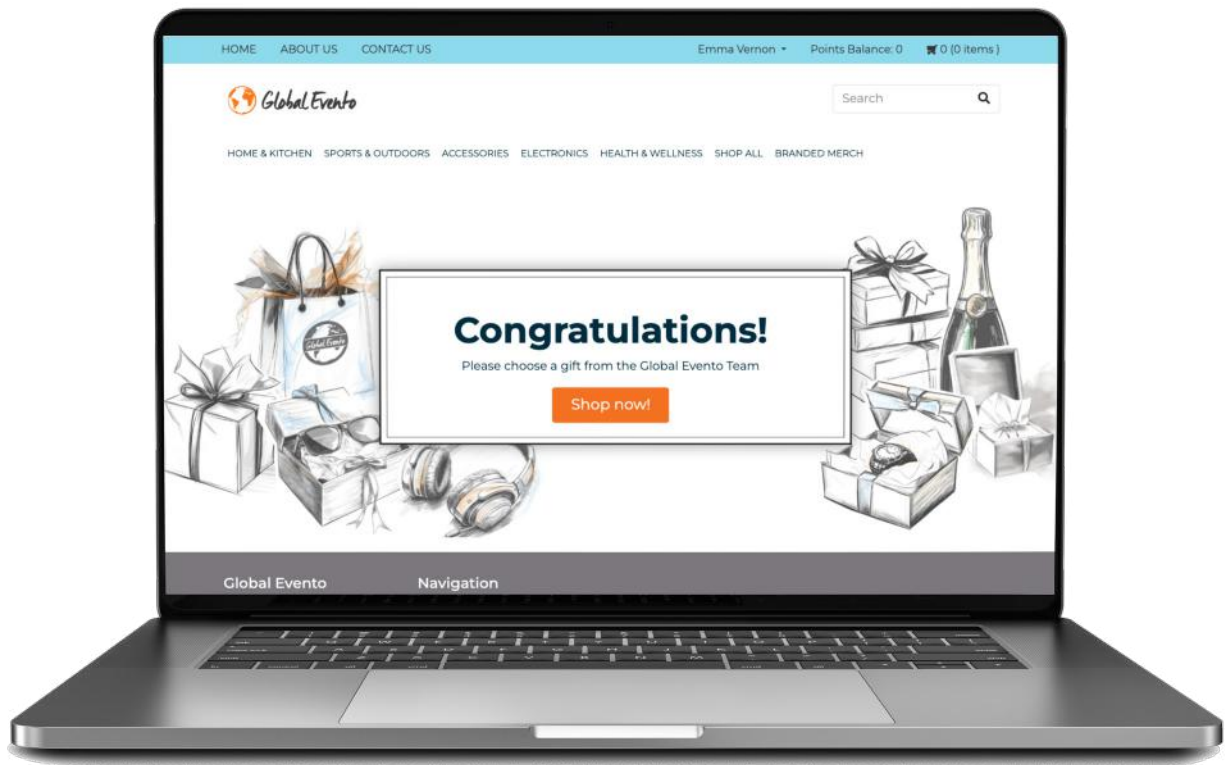 HOME ABOUT US CONTACT US Emma Vernon Points Balance: 0 0 (0 items )
Global Evento Search
HOME & KITCHEN SPORTS & OUTDOORS ACCESSORIES ELECTRONICS HEALTH & WELLNESS SHOP ALL BRANDED MERCH
Global Evento
Congratulations!
Please choose a gift from the Global Evento Team
Shop now!
Global Evento Navigation